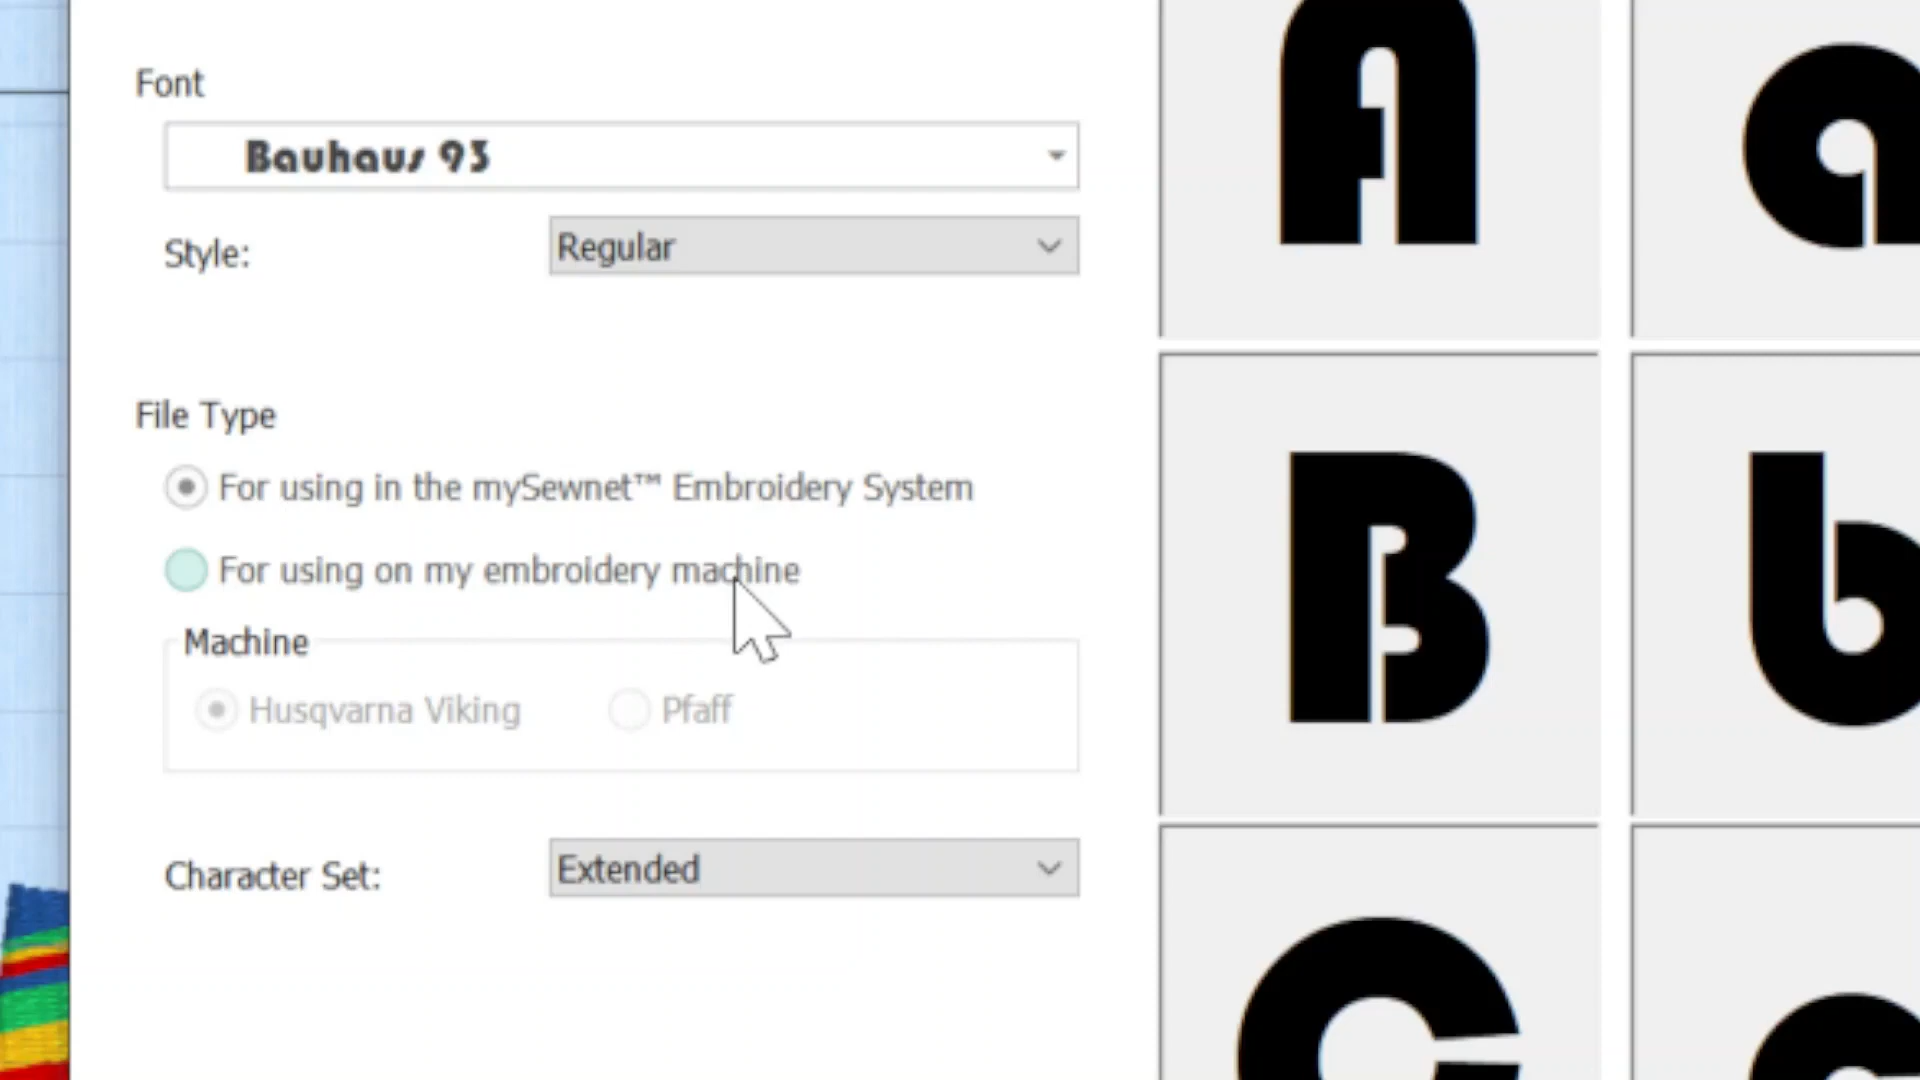 Font
Bauhaus 93
Style:
Regular
File Type
For using in the mySewnet™ Embroidery System
For using on my embroidery machine
Machine
Husqvarna Viking
Pfaff
Character Set:
Extended
A
a
B
b
C
c